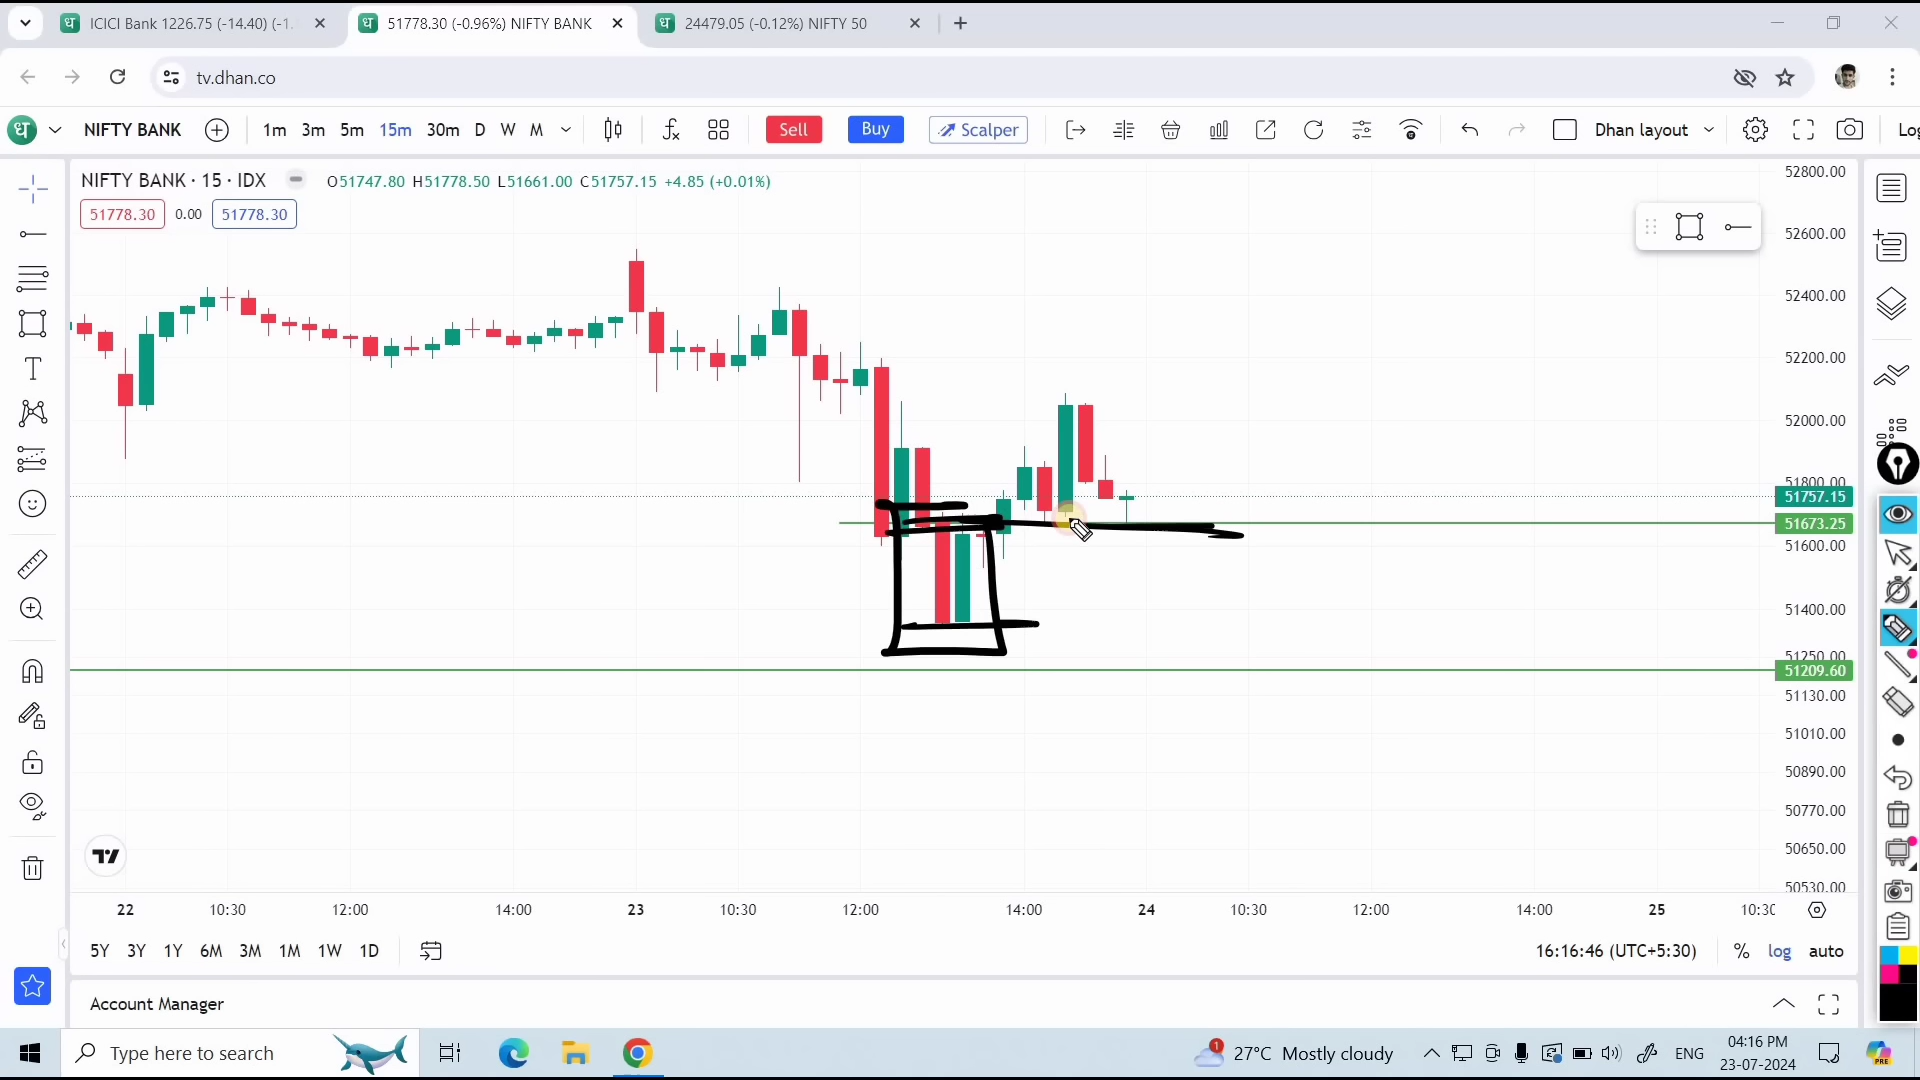 ध ICICI Bank 1226.75 (-14.40) (-1.
ध 51778.30 (-0.96%) NIFTY BANK
ध 24479.05 (-0.12%) NIFTY 50
tv.dhan.co
ध NIFTY BANK 1m 3m 5m 15m 30m D W M Sell Buy Scalper Dhan layout Log
NIFTY BANK · 15 · IDX O51747.80 H51778.50 L51661.00 C51757.15 +4.85 (+0.01%)
51778.30 0.00 51778.30
52800.00
52600.00
52400.00
52200.00
52000.00
51800.00
51757.15
51673.25
51600.00
51400.00
51250.00
51209.60
51130.00
51010.00
50890.00
50770.00
50650.00
50530.00
22 10:30 12:00 14:00 23 10:30 12:00 14:00 24 10:30 12:00 14:00 25 10:30
5Y 3Y 1Y 6M 3M 1M 1W 1D 16:16:46 (UTC+5:30) % log auto
Account Manager
Type here to search 1 27°C Mostly cloudy ENG 04:16 PM
23-07-2024
PRE